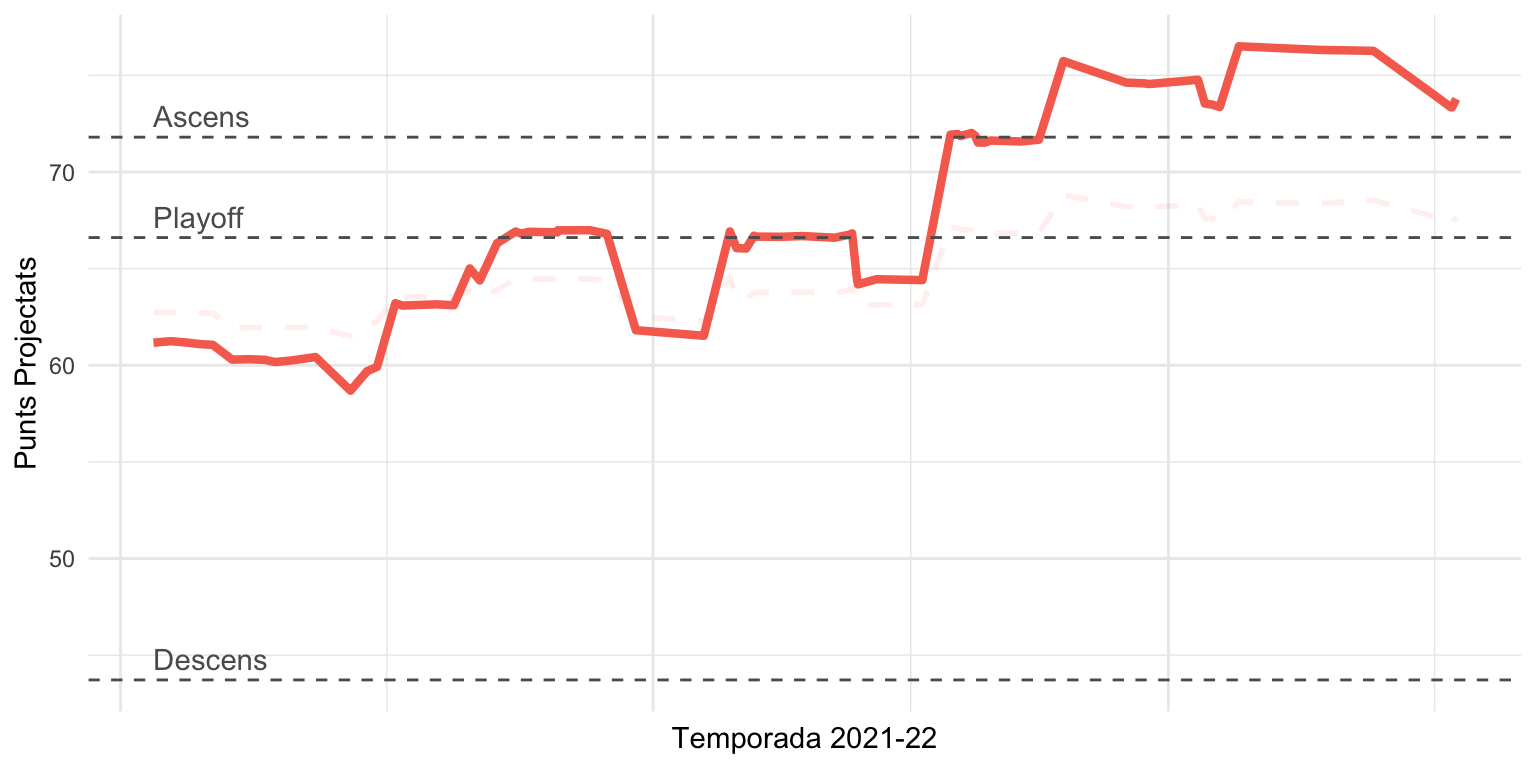 Ascens
70
Playoff
60
50
Descens
Punts Projectats
Temporada 2021-22